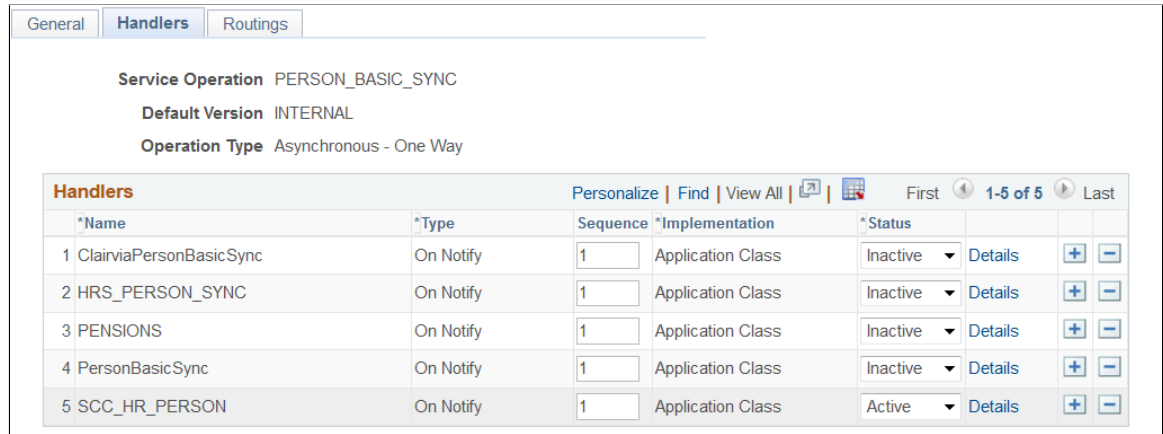 General Handlers Routings
Service Operation PERSON_BASIC_SYNC
Default Version INTERNAL
Operation Type Asynchronous - One Way
Handlers Personalize | Find | View All | | First 1-5 of 5 Last
*Name *Type Sequence *Implementation *Status
1 ClairviaPersonBasicSync On Notify 1 Application Class Inactive Details
2 HRS_PERSON_SYNC On Notify 1 Application Class Inactive Details
3 PENSIONS On Notify 1 Application Class Inactive Details
4 PersonBasicSync On Notify 1 Application Class Inactive Details
5 SCC_HR_PERSON On Notify 1 Application Class Active Details